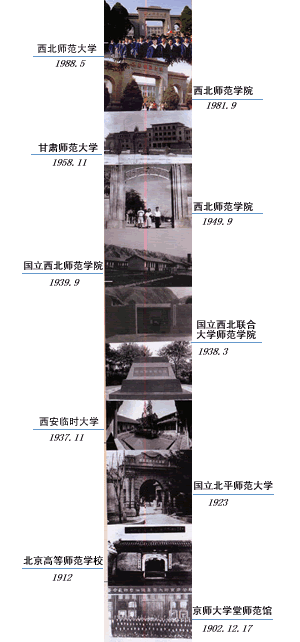 西北师范大学
1988.5
西北师范学院
1981.9
甘肃师范大学
1958.11
西北师范学院
1949.9
国立西北师范学院
1939.9
国立西北联合
大学师范学院
1938.3
西安临时大学
1937.11
国立北平师范大学
1923
北京高等师范学校
1912
京师大学堂师范馆
1902.12.17